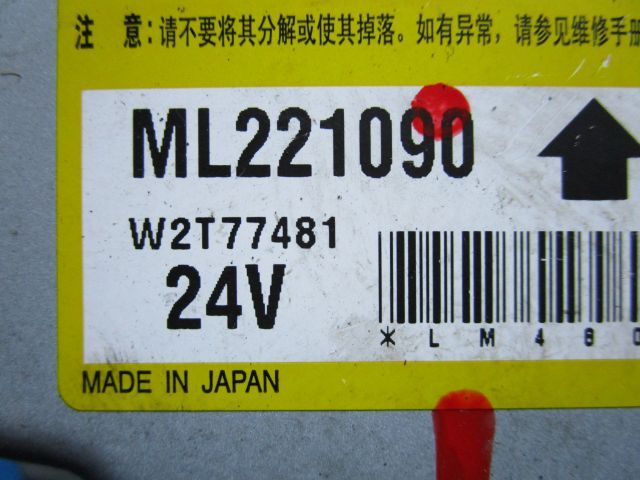 注 意:请不要将其分解或使其掉落。如有异常,请参见维修手册
ML221090
W2T77481
24V
*LM460
MADE IN JAPAN